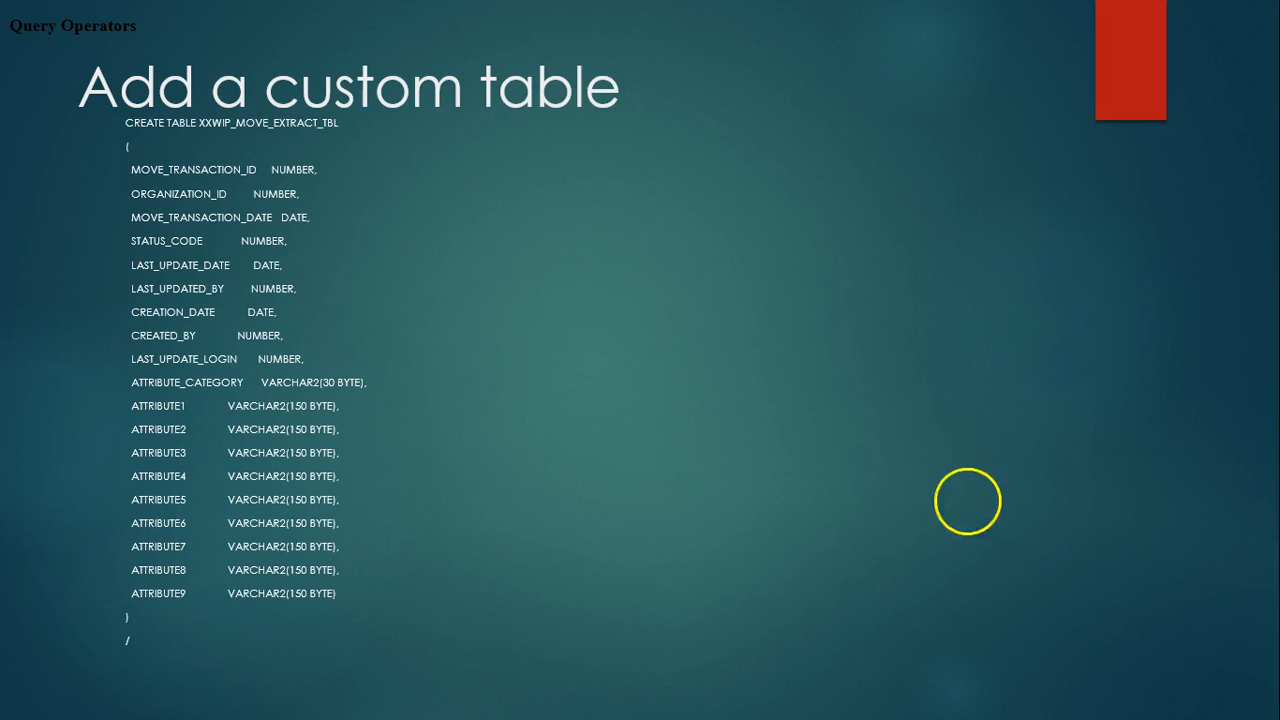 Query Operators
Add a custom table
CREATE TABLE XXWIP_MOVE_EXTRACT_TBL
(
MOVE_TRANSACTION_ID NUMBER,
ORGANIZATION_ID NUMBER,
MOVE_TRANSACTION_DATE DATE,
STATUS_CODE NUMBER,
LAST_UPDATE_DATE DATE,
LAST_UPDATED_BY NUMBER,
CREATION_DATE DATE,
CREATED_BY NUMBER,
LAST_UPDATE_LOGIN NUMBER,
ATTRIBUTE_CATEGORY VARCHAR2(30 BYTE),
ATTRIBUTE1 VARCHAR2(150 BYTE),
ATTRIBUTE2 VARCHAR2(150 BYTE),
ATTRIBUTE3 VARCHAR2(150 BYTE),
ATTRIBUTE4 VARCHAR2(150 BYTE),
ATTRIBUTE5 VARCHAR2(150 BYTE),
ATTRIBUTE6 VARCHAR2(150 BYTE),
ATTRIBUTE7 VARCHAR2(150 BYTE),
ATTRIBUTE8 VARCHAR2(150 BYTE),
ATTRIBUTE9 VARCHAR2(150 BYTE)
)
/